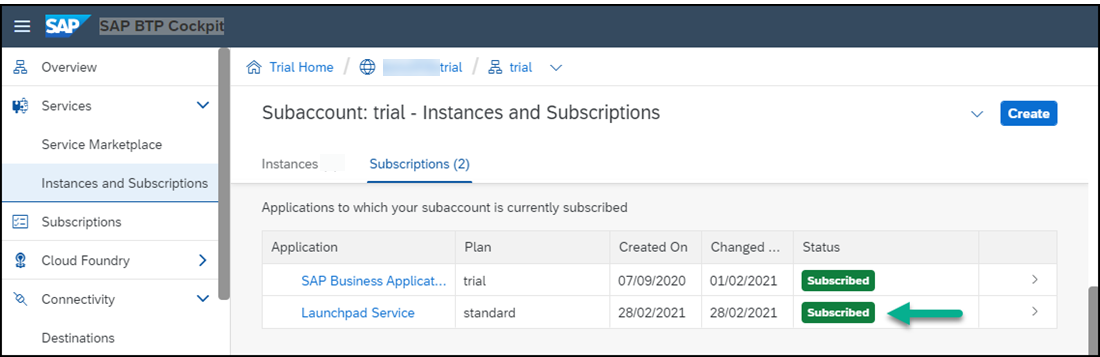 SAP SAP BTP Cockpit
Overview
Services
Service Marketplace
Instances and Subscriptions
Subscriptions
Cloud Foundry
Connectivity
Destinations
Trial Home / trial / trial
Subaccount: trial - Instances and Subscriptions
Create
Instances Subscriptions (2)
Applications to which your subaccount is currently subscribed
Application Plan Created On Changed ... Status
SAP Business Applicat... trial 07/09/2020 01/02/2021 Subscribed
Launchpad Service standard 28/02/2021 28/02/2021 Subscribed